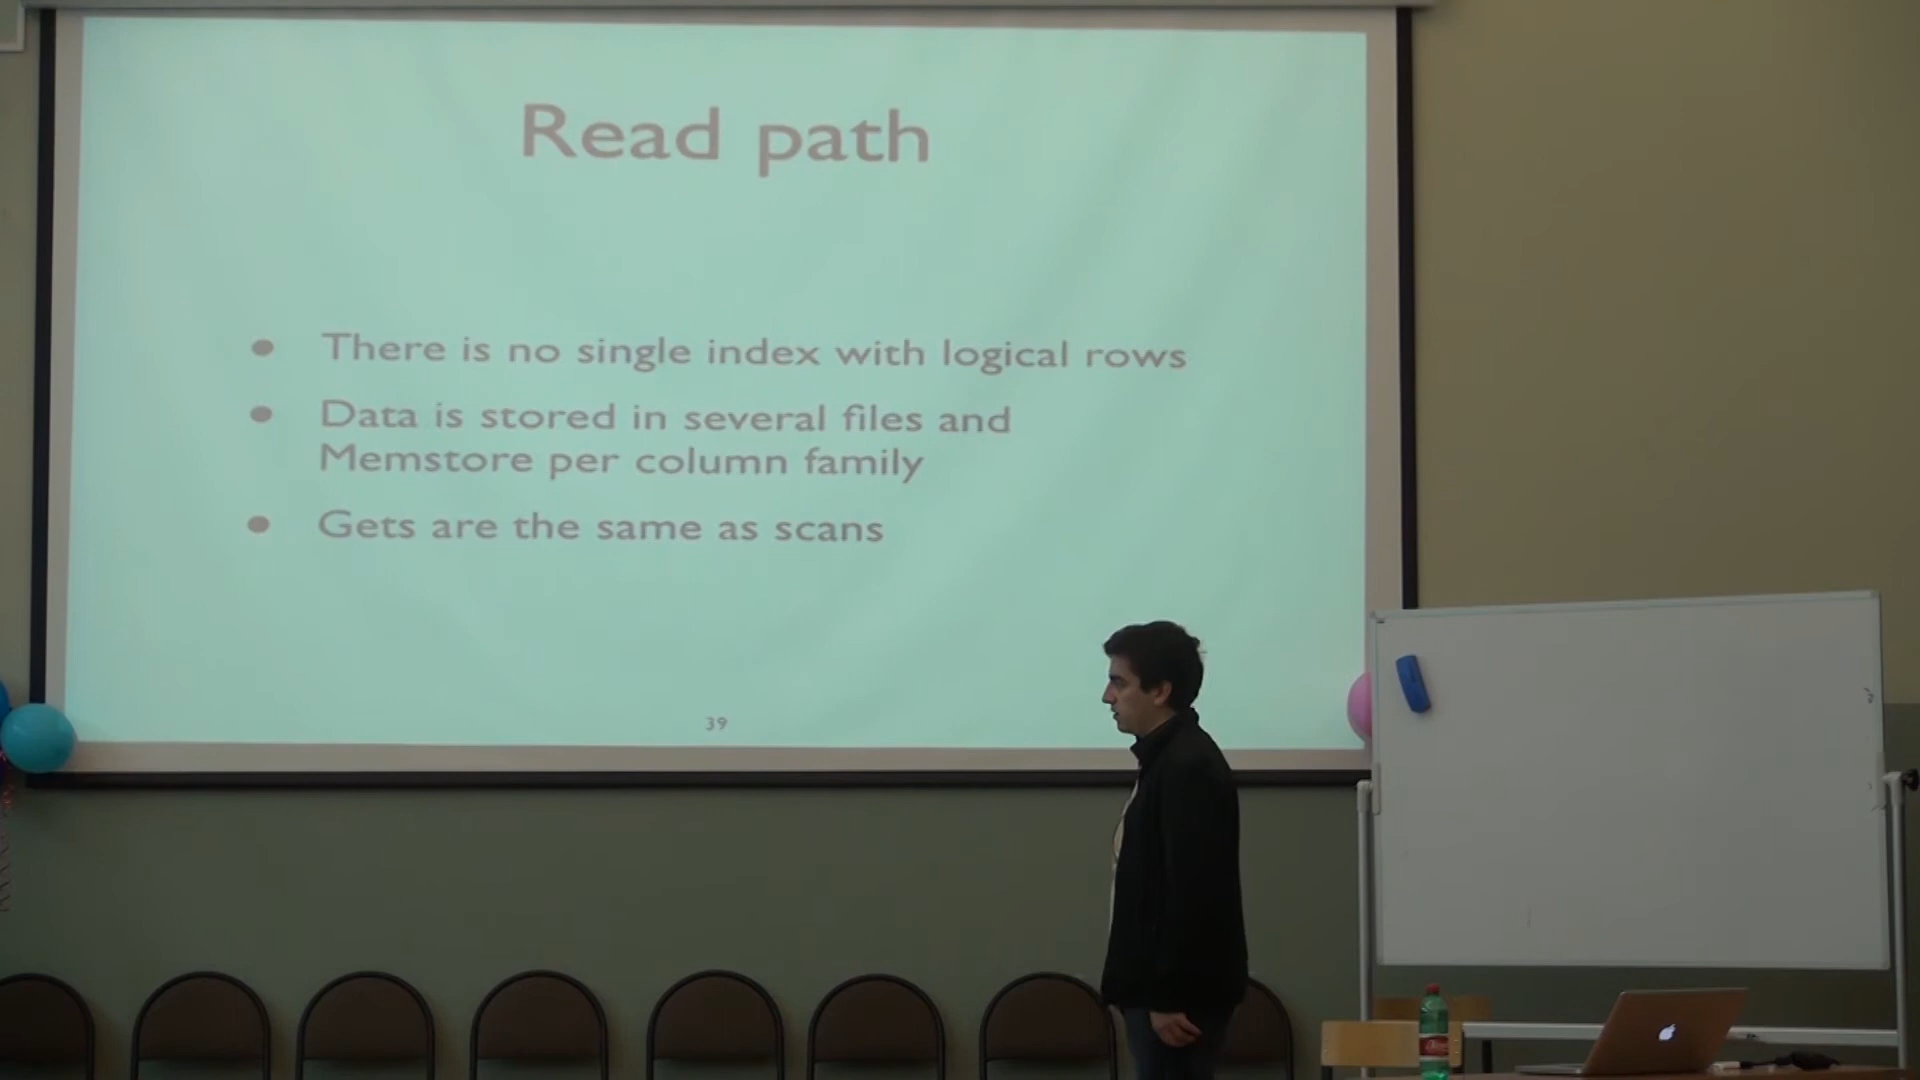 Read path
● There is no single index with logical rows
● Data is stored in several files and
Memstore per column family
● Gets are the same as scans
39